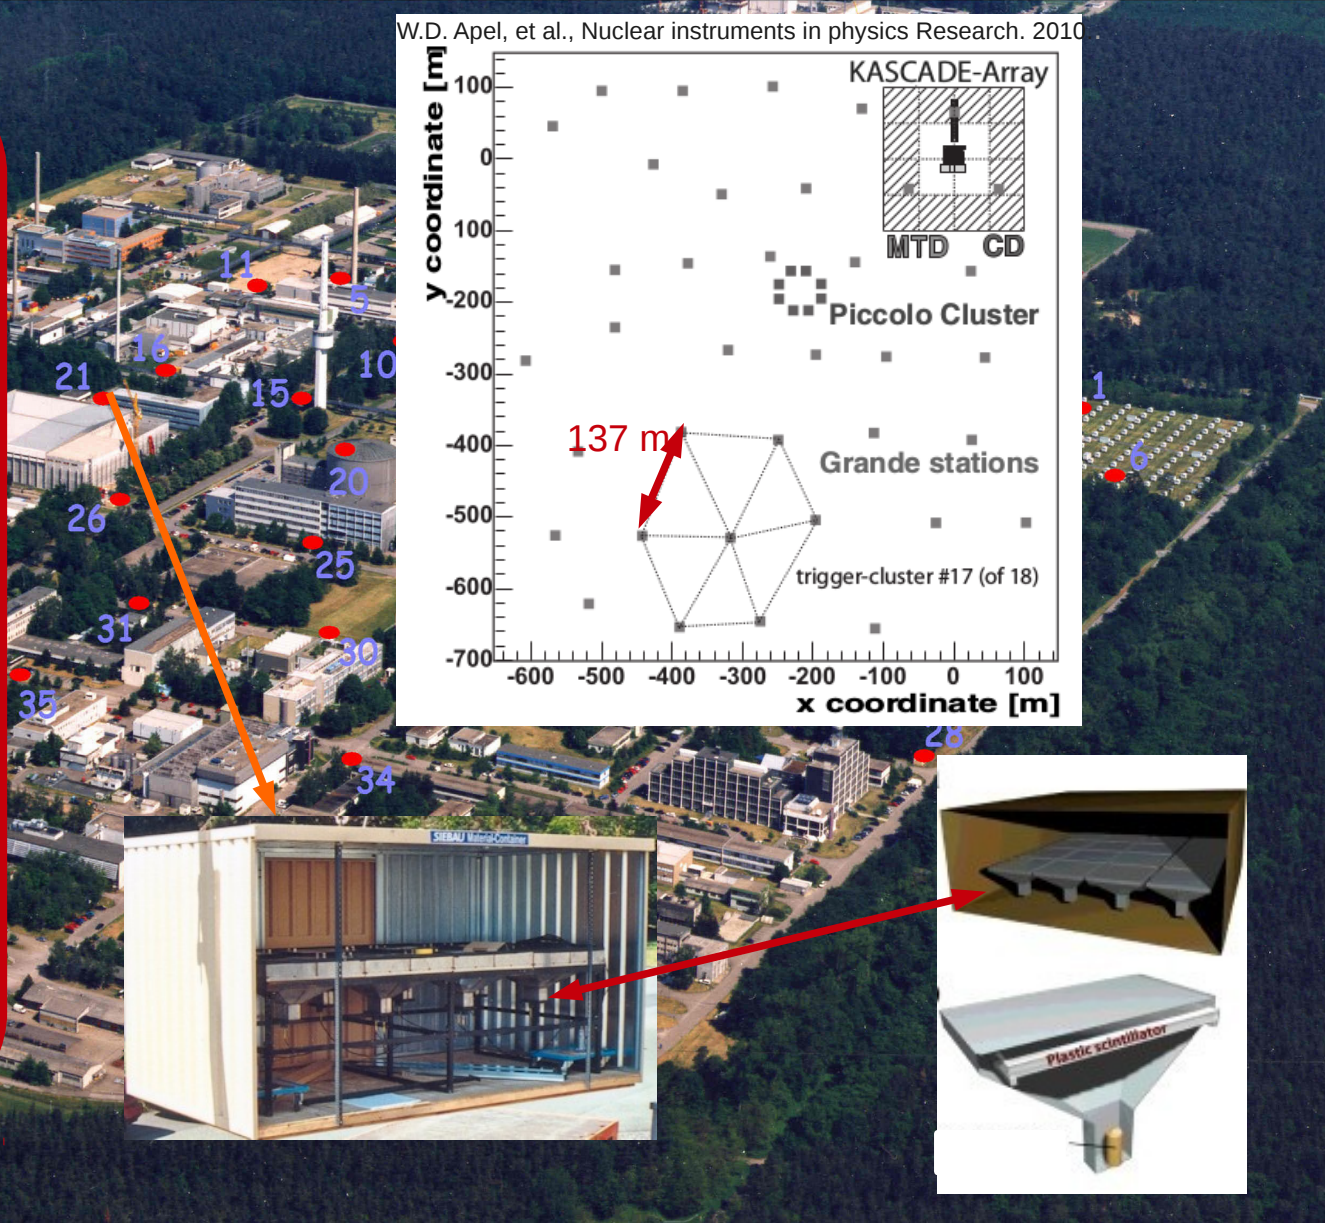 W.D. Apel, et al., Nuclear instruments in physics Research. 2010
KASCADE-Array
y coordinate [m]
100
0
100
-200
-300
-400
-500
-600
-700
MTD CD
Piccolo Cluster
137 m
Grande stations
trigger-cluster #17 (of 18)
-600 -500 -400 -300 -200 -100 0 100
x coordinate [m]
11
5
16
10
21
15
1
20
6
26
25
31
30
35
28
34
SIEBAU Material-Container
Plastic scintillator